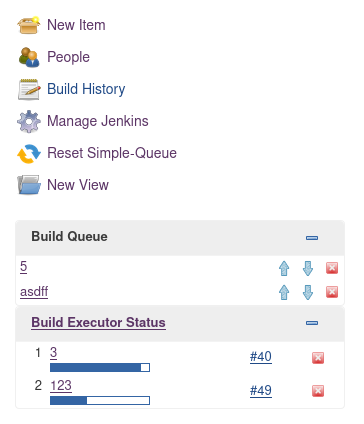 New Item
People
Build History
Manage Jenkins
Reset Simple-Queue
New View
Build Queue
5
asdff
Build Executor Status
1 3 #40
2 123 #49